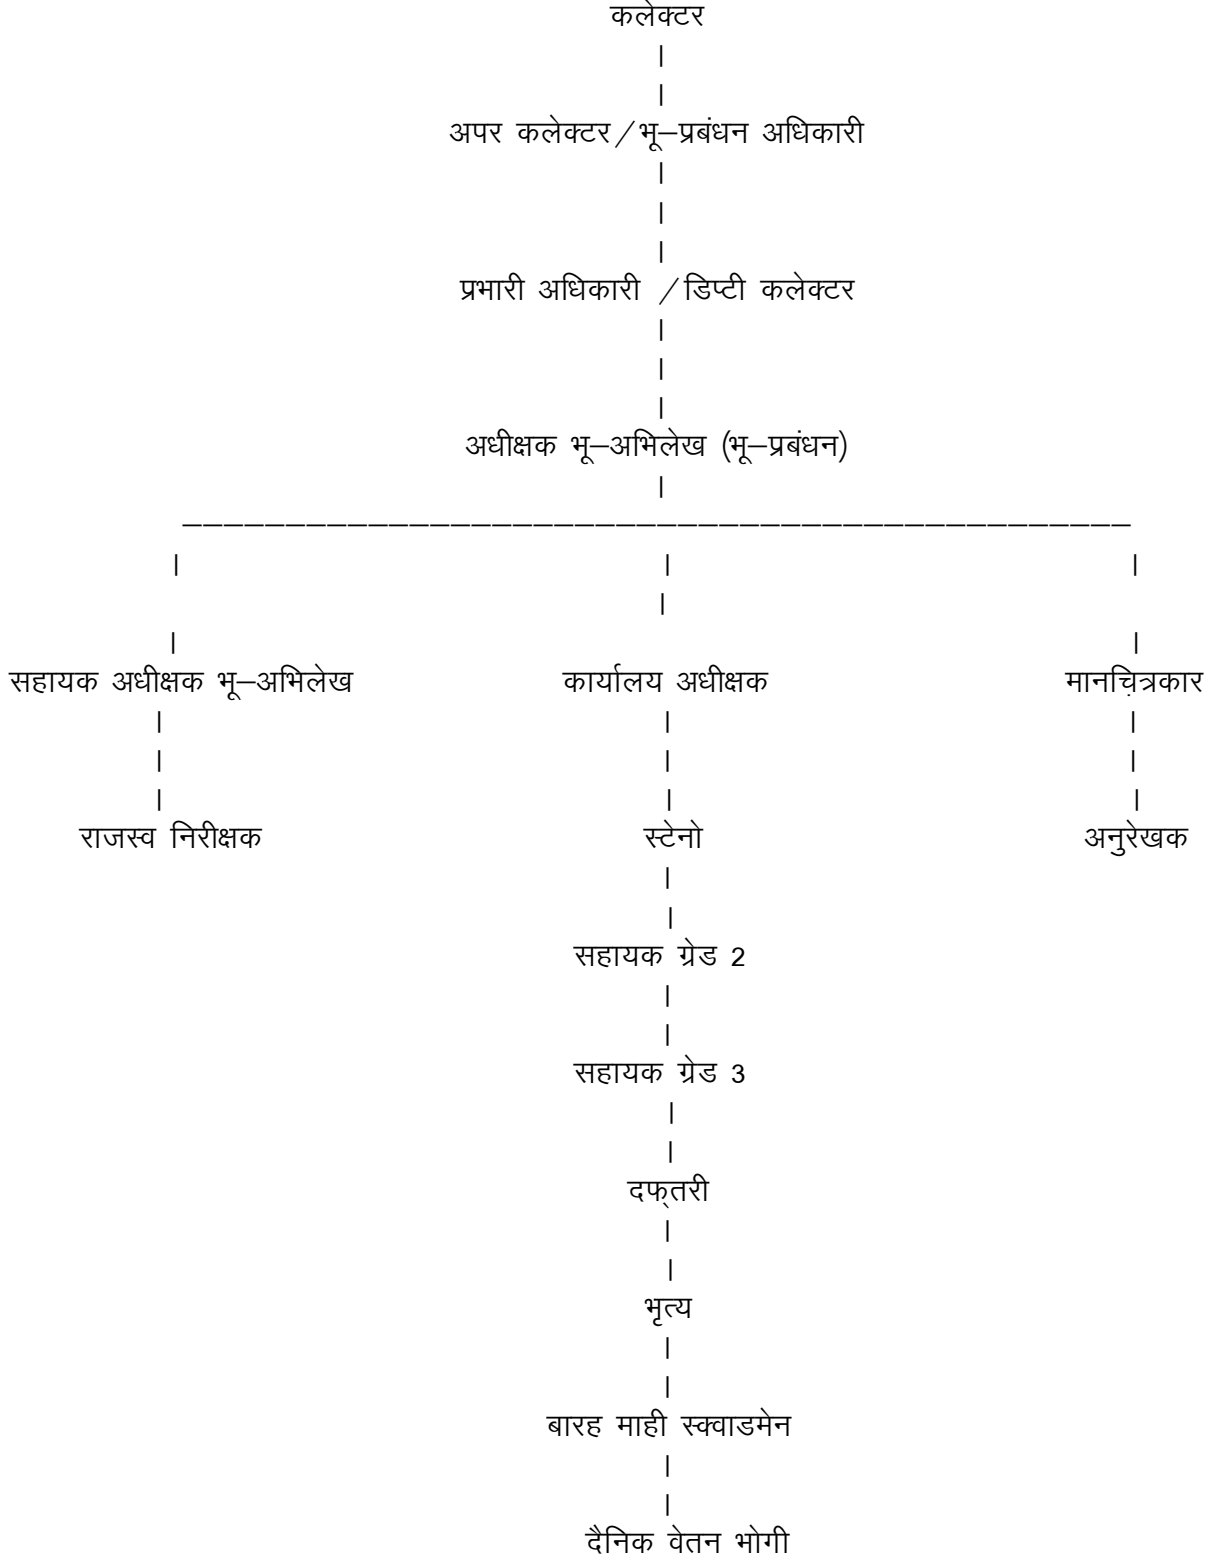 कलेक्टर
अपर कलेक्टर/भू–प्रबंधन अधिकारी
प्रभारी अधिकारी /डिप्टी कलेक्टर
अधीक्षक भू–अभिलेख (भू–प्रबंधन)
सहायक अधीक्षक भू–अभिलेख कार्यालय अधीक्षक मानचित्रकार
राजस्व निरीक्षक स्टेनो अनुरेखक
सहायक ग्रेड 2
सहायक ग्रेड 3
दफ्तरी
भृत्य
बारह माही स्क्वाडमेन
दैनिक वेतन भोगी